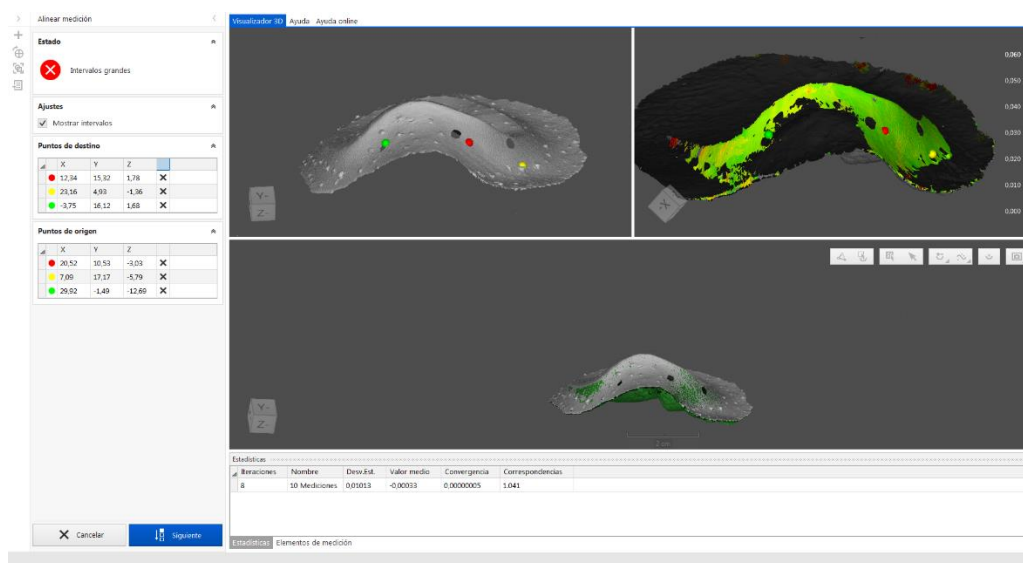 Alinear medición
Visualizador 3D Ayuda Ayuda online
Estado
Intervalos grandes
Ajustes
Mostrar intervalos
Puntos de destino
X Y Z
12,34 15,32 1,78
23,16 4,93 -1,36
-3,75 16,12 1,68
Puntos de origen
X Y Z
20,52 10,53 -3,03
7,09 17,17 -5,79
29,92 -1,49 -12,69
Cancelar Siguiente
Y-
Z-
-X
0,060
0,050
0,040
0,030
0,020
0,010
0,000
Y-
Z-
2 cm
Estadísticas
Iteraciones Nombre Desv.Est. Valor medio Convergencia Correspondencias
8 10 Mediciones 0,01013 -0,00033 0,00000005 1.041
Estadísticas Elementos de medición